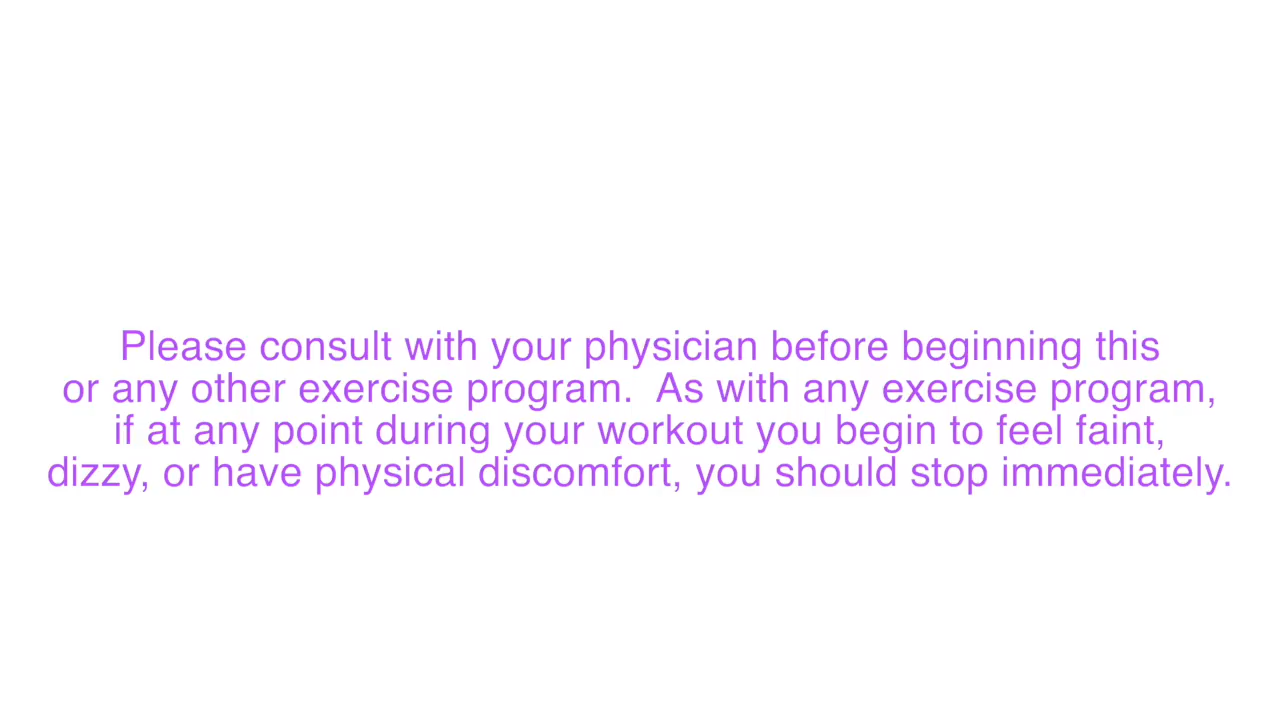 Please consult with your physician before beginning this
or any other exercise program.  As with any exercise program,
if at any point during your workout you begin to feel faint,
dizzy, or have physical discomfort, you should stop immediately.